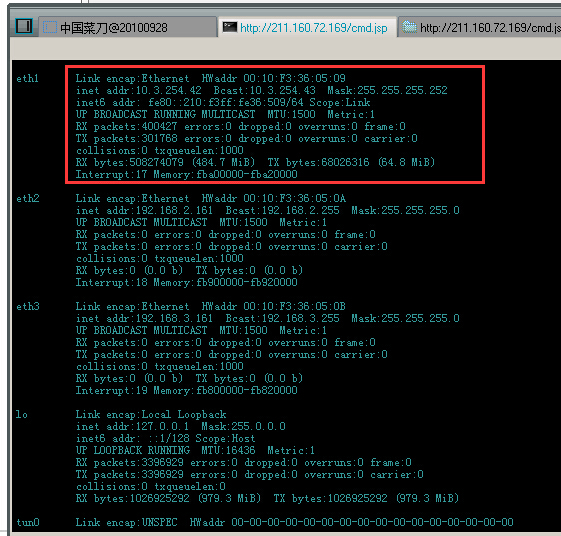 中国菜刀@20100928
http://211.160.72.169/cmd.jsp
http://211.160.72.169/cmd.js
eth1 Link encap:Ethernet HWaddr 00:10:F3:36:05:09
inet addr:10.3.254.42 Bcast:10.3.254.43 Mask:255.255.255.252
inet6 addr: fe80::210:f3ff:fe36:509/64 Scope:Link
UP BROADCAST RUNNING MULTICAST MTU:1500 Metric:1
RX packets:400427 errors:0 dropped:0 overruns:0 frame:0
TX packets:301768 errors:0 dropped:0 overruns:0 carrier:0
collisions:0 txqueuelen:1000
RX bytes:508274079 (484.7 MiB) TX bytes:68026316 (64.8 MiB)
Interrupt:17 Memory:fba00000-fba20000
eth2 Link encap:Ethernet HWaddr 00:10:F3:36:05:0A
inet addr:192.168.2.161 Bcast:192.168.2.255 Mask:255.255.255.0
UP BROADCAST MULTICAST MTU:1500 Metric:1
RX packets:0 errors:0 dropped:0 overruns:0 frame:0
TX packets:0 errors:0 dropped:0 overruns:0 carrier:0
collisions:0 txqueuelen:1000
RX bytes:0 (0.0 b) TX bytes:0 (0.0 b)
Interrupt:18 Memory:fb900000-fb920000
eth3 Link encap:Ethernet HWaddr 00:10:F3:36:05:0B
inet addr:192.168.3.161 Bcast:192.168.3.255 Mask:255.255.255.0
UP BROADCAST MULTICAST MTU:1500 Metric:1
RX packets:0 errors:0 dropped:0 overruns:0 frame:0
TX packets:0 errors:0 dropped:0 overruns:0 carrier:0
collisions:0 txqueuelen:1000
RX bytes:0 (0.0 b) TX bytes:0 (0.0 b)
Interrupt:19 Memory:fb800000-fb820000
lo Link encap:Local Loopback
inet addr:127.0.0.1 Mask:255.0.0.0
inet6 addr: ::1/128 Scope:Host
UP LOOPBACK RUNNING MTU:16436 Metric:1
RX packets:3396929 errors:0 dropped:0 overruns:0 frame:0
TX packets:3396929 errors:0 dropped:0 overruns:0 carrier:0
collisions:0 txqueuelen:0
RX bytes:1026925292 (979.3 MiB) TX bytes:1026925292 (979.3 MiB)
tun0 Link encap:UNSPEC HWaddr 00-00-00-00-00-00-00-00-00-00-00-00-00-00-00-00